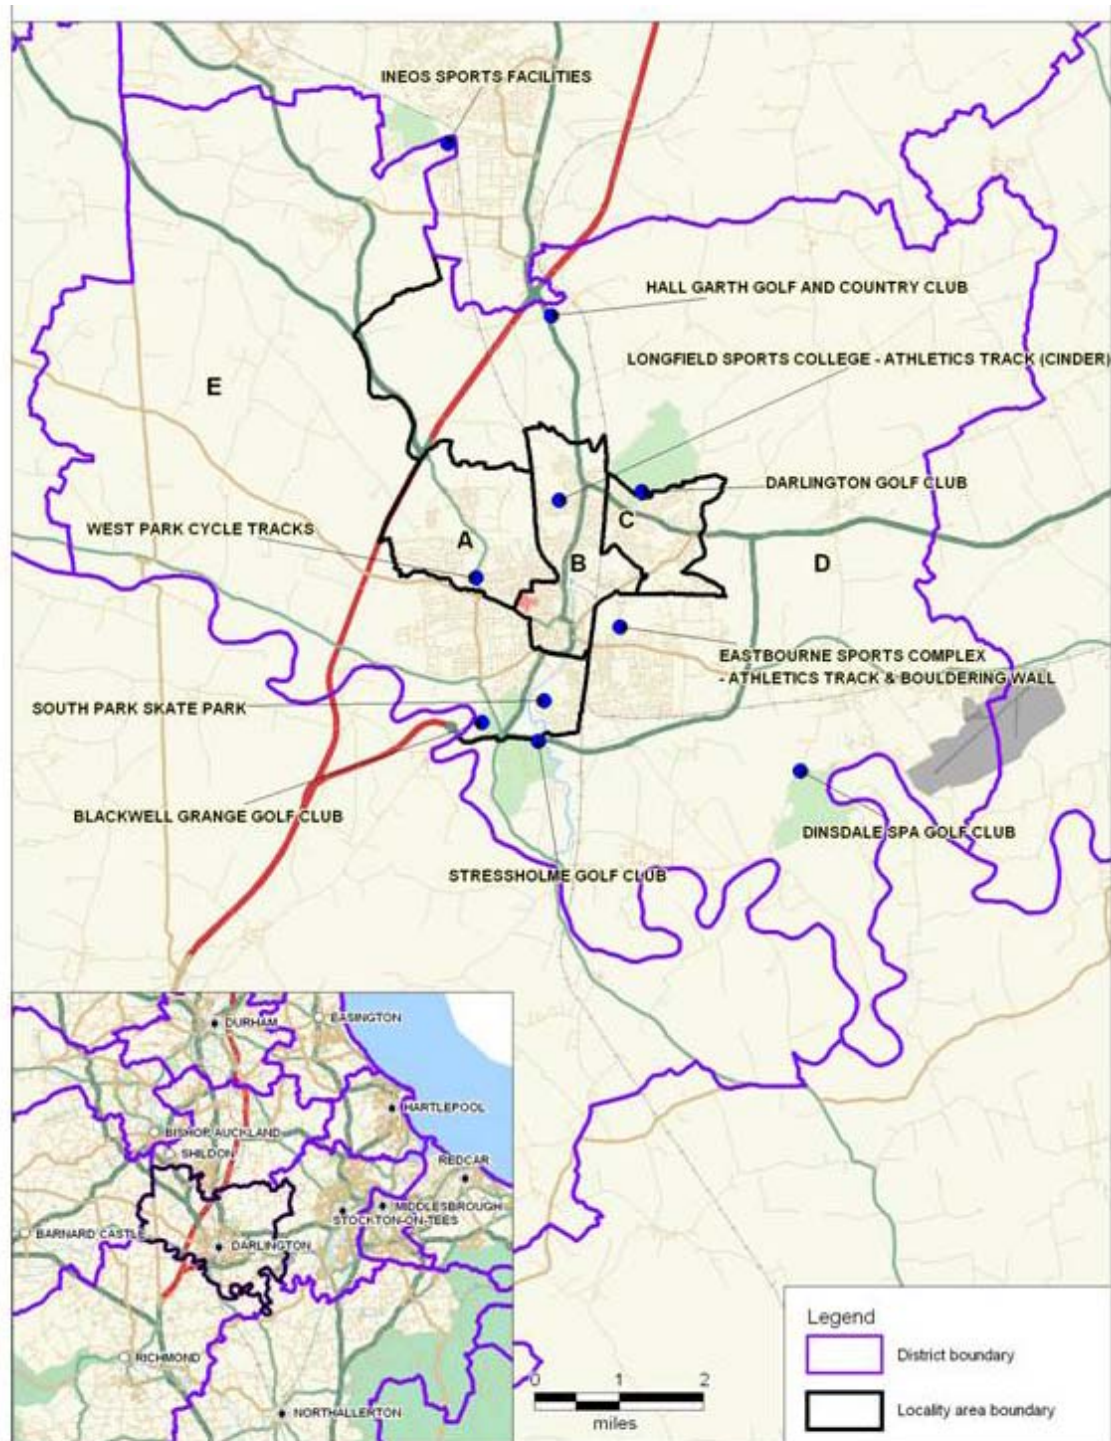 INEOS SPORTS FACILITIES
HALL GARTH GOLF AND COUNTRY CLUB
LONGFIELD SPORTS COLLEGE - ATHLETICS TRACK (CINDER)
E
DARLINGTON GOLF CLUB
WEST PARK CYCLE TRACKS
C
A
B
D
EASTBOURNE SPORTS COMPLEX
- ATHLETICS TRACK & BOULDERING WALL
SOUTH PARK SKATE PARK
BLACKWELL GRANGE GOLF CLUB
DINSDALE SPA GOLF CLUB
STRESSHOLME GOLF CLUB
DURHAM
EASINGTON
HARTLEPOOL
BISHOP AUCKLAND
SHILDON
REDCAR
MIDDLESBROUGH
STOCKTON-ON-TEES
BARNARD CASTLE
DARLINGTON
RICHMOND
NORTHALLERTON
0 1 2
miles
Legend
District boundary
Locality area boundary